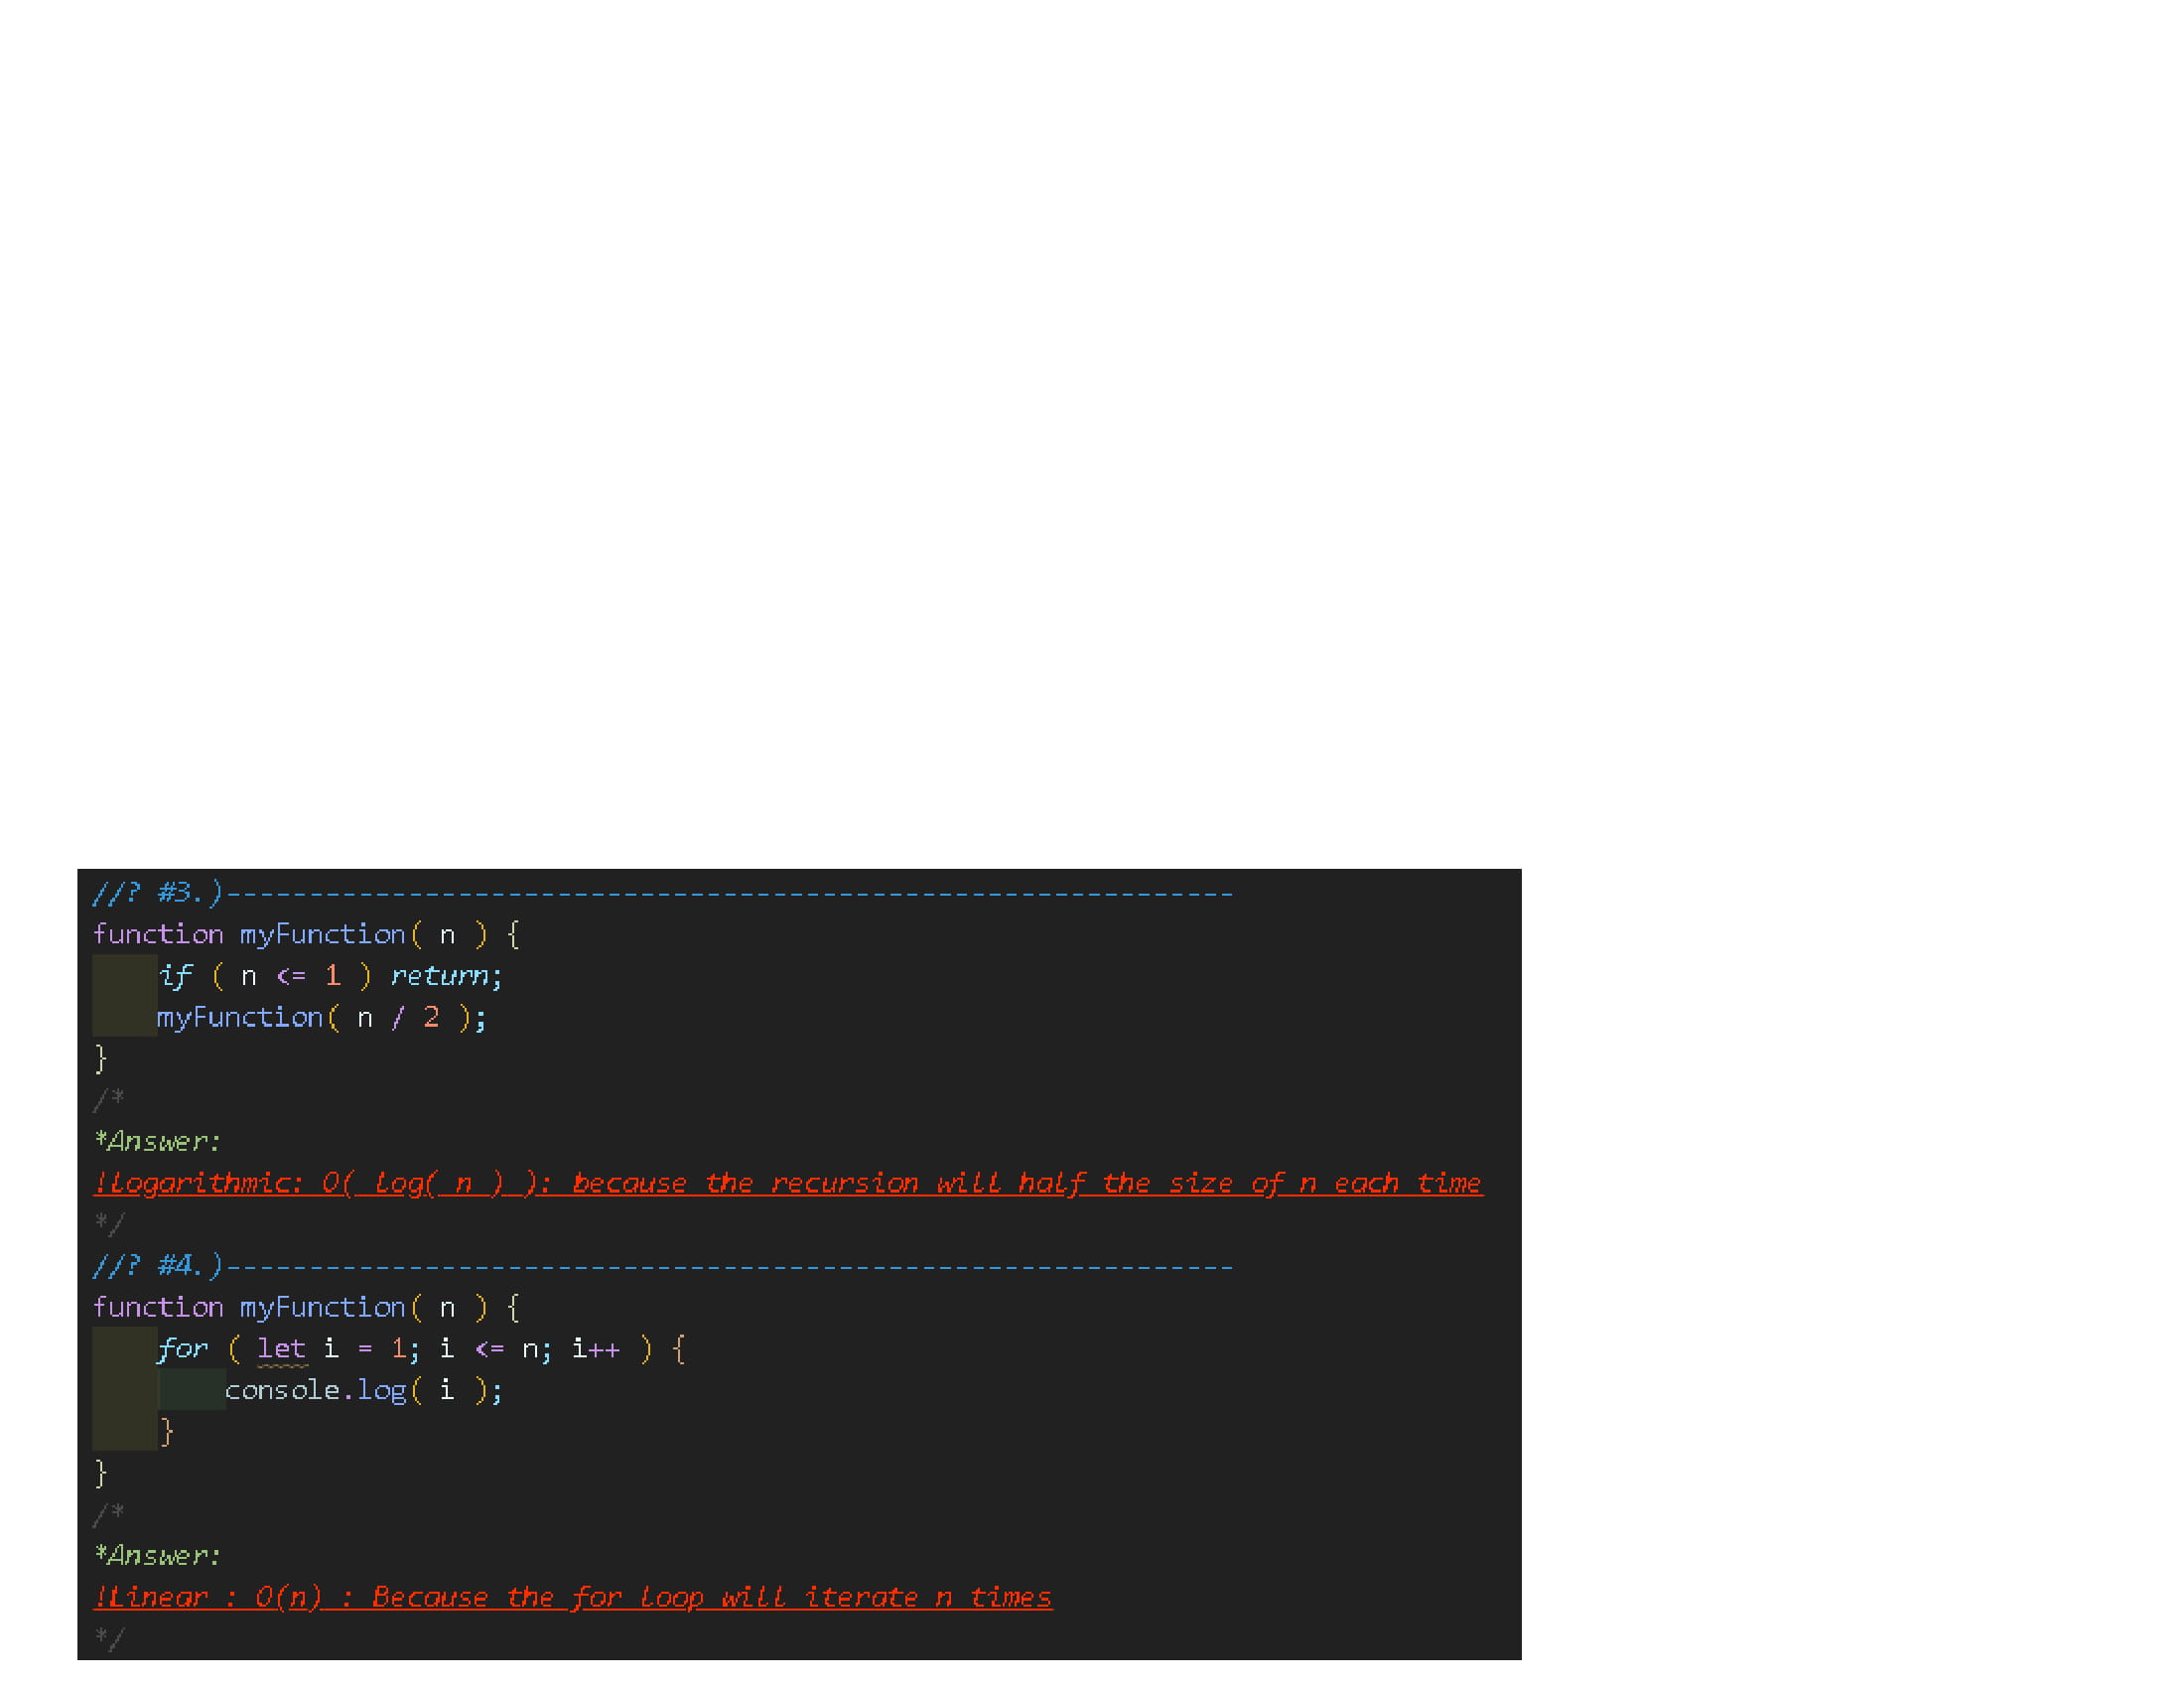 //? #3.)-------------------------------------------------------------
function myFunction( n ) {
if ( n <= 1 ) return;
myFunction( n / 2 );
}
/*
*Answer:
!Logarithmic: O( log( n ) ): because the recursion will half the size of n each time
*/
//? #4.)-------------------------------------------------------------
function myFunction( n ) {
for ( let i = 1; i <= n; i++ ) {
console.log( i );
}
}
/*
*Answer:
!Linear : O(n) : Because the for loop will iterate n times
*/